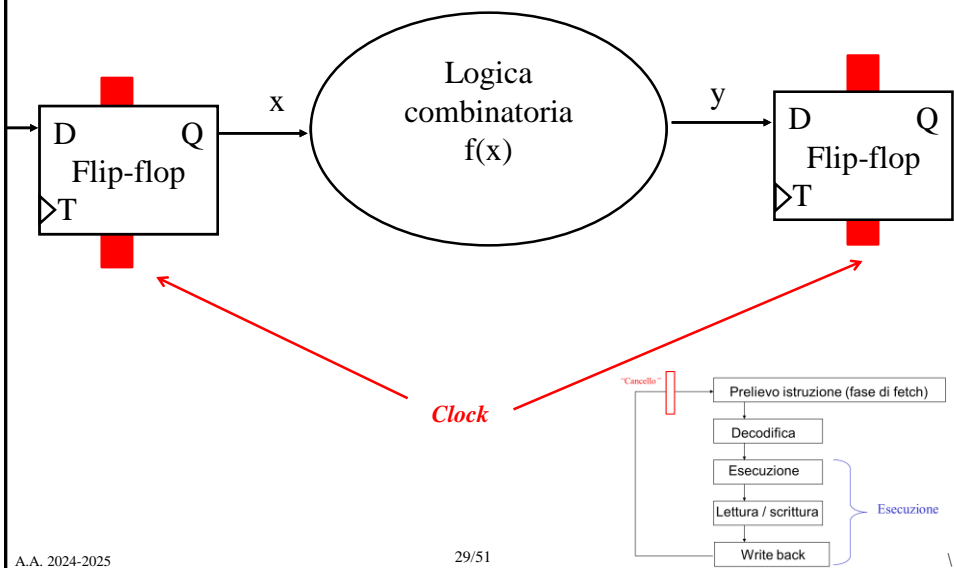 Logica
combinatoria
f(x)
x
y
D Q
Flip-flop
T
D Q
Flip-flop
T
Clock
"Cancello "
Prelievo istruzione (fase di fetch)
Decodifica
Esecuzione
Lettura / scrittura
Write back
Esecuzione
A.A. 2024-2025
29/51
\